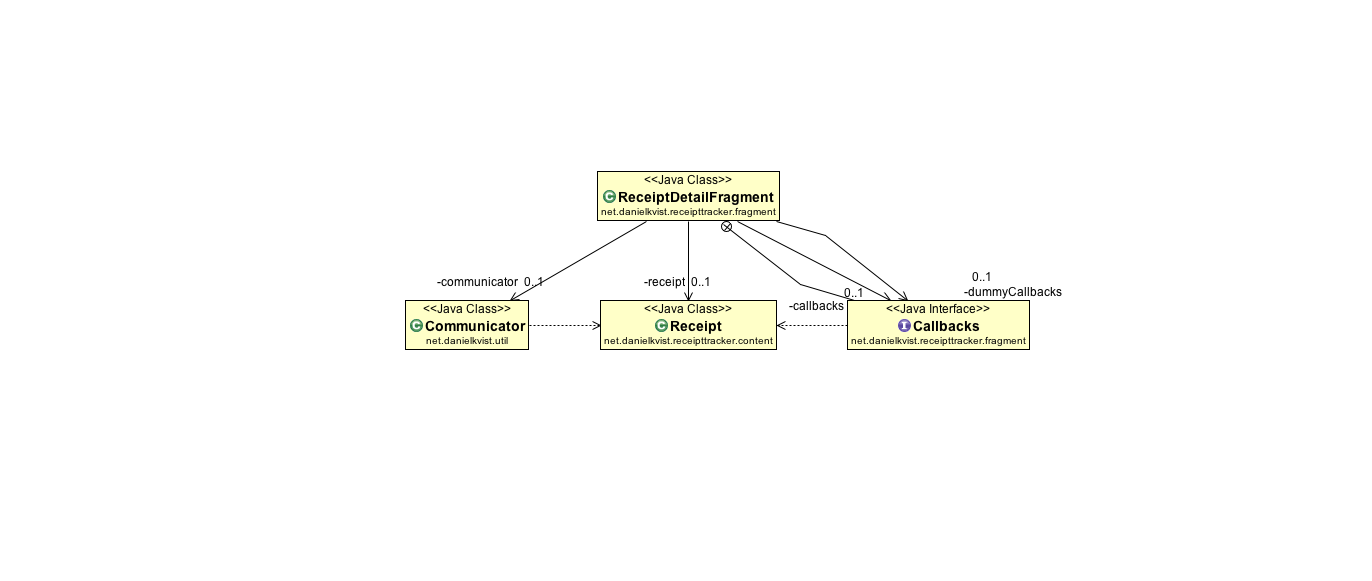 <<Java Class>>
C ReceiptDetailFragment
net.danielkvist.receipttracker.fragment
-communicator 0..1
-receipt 0..1
-callbacks
0..1
0..1
-dummyCallbacks
<<Java Class>>
C Communicator
net.danielkvist.util
<<Java Class>>
C Receipt
net.danielkvist.receipttracker.content
<<Java Interface>>
I Callbacks
net.danielkvist.receipttracker.fragment